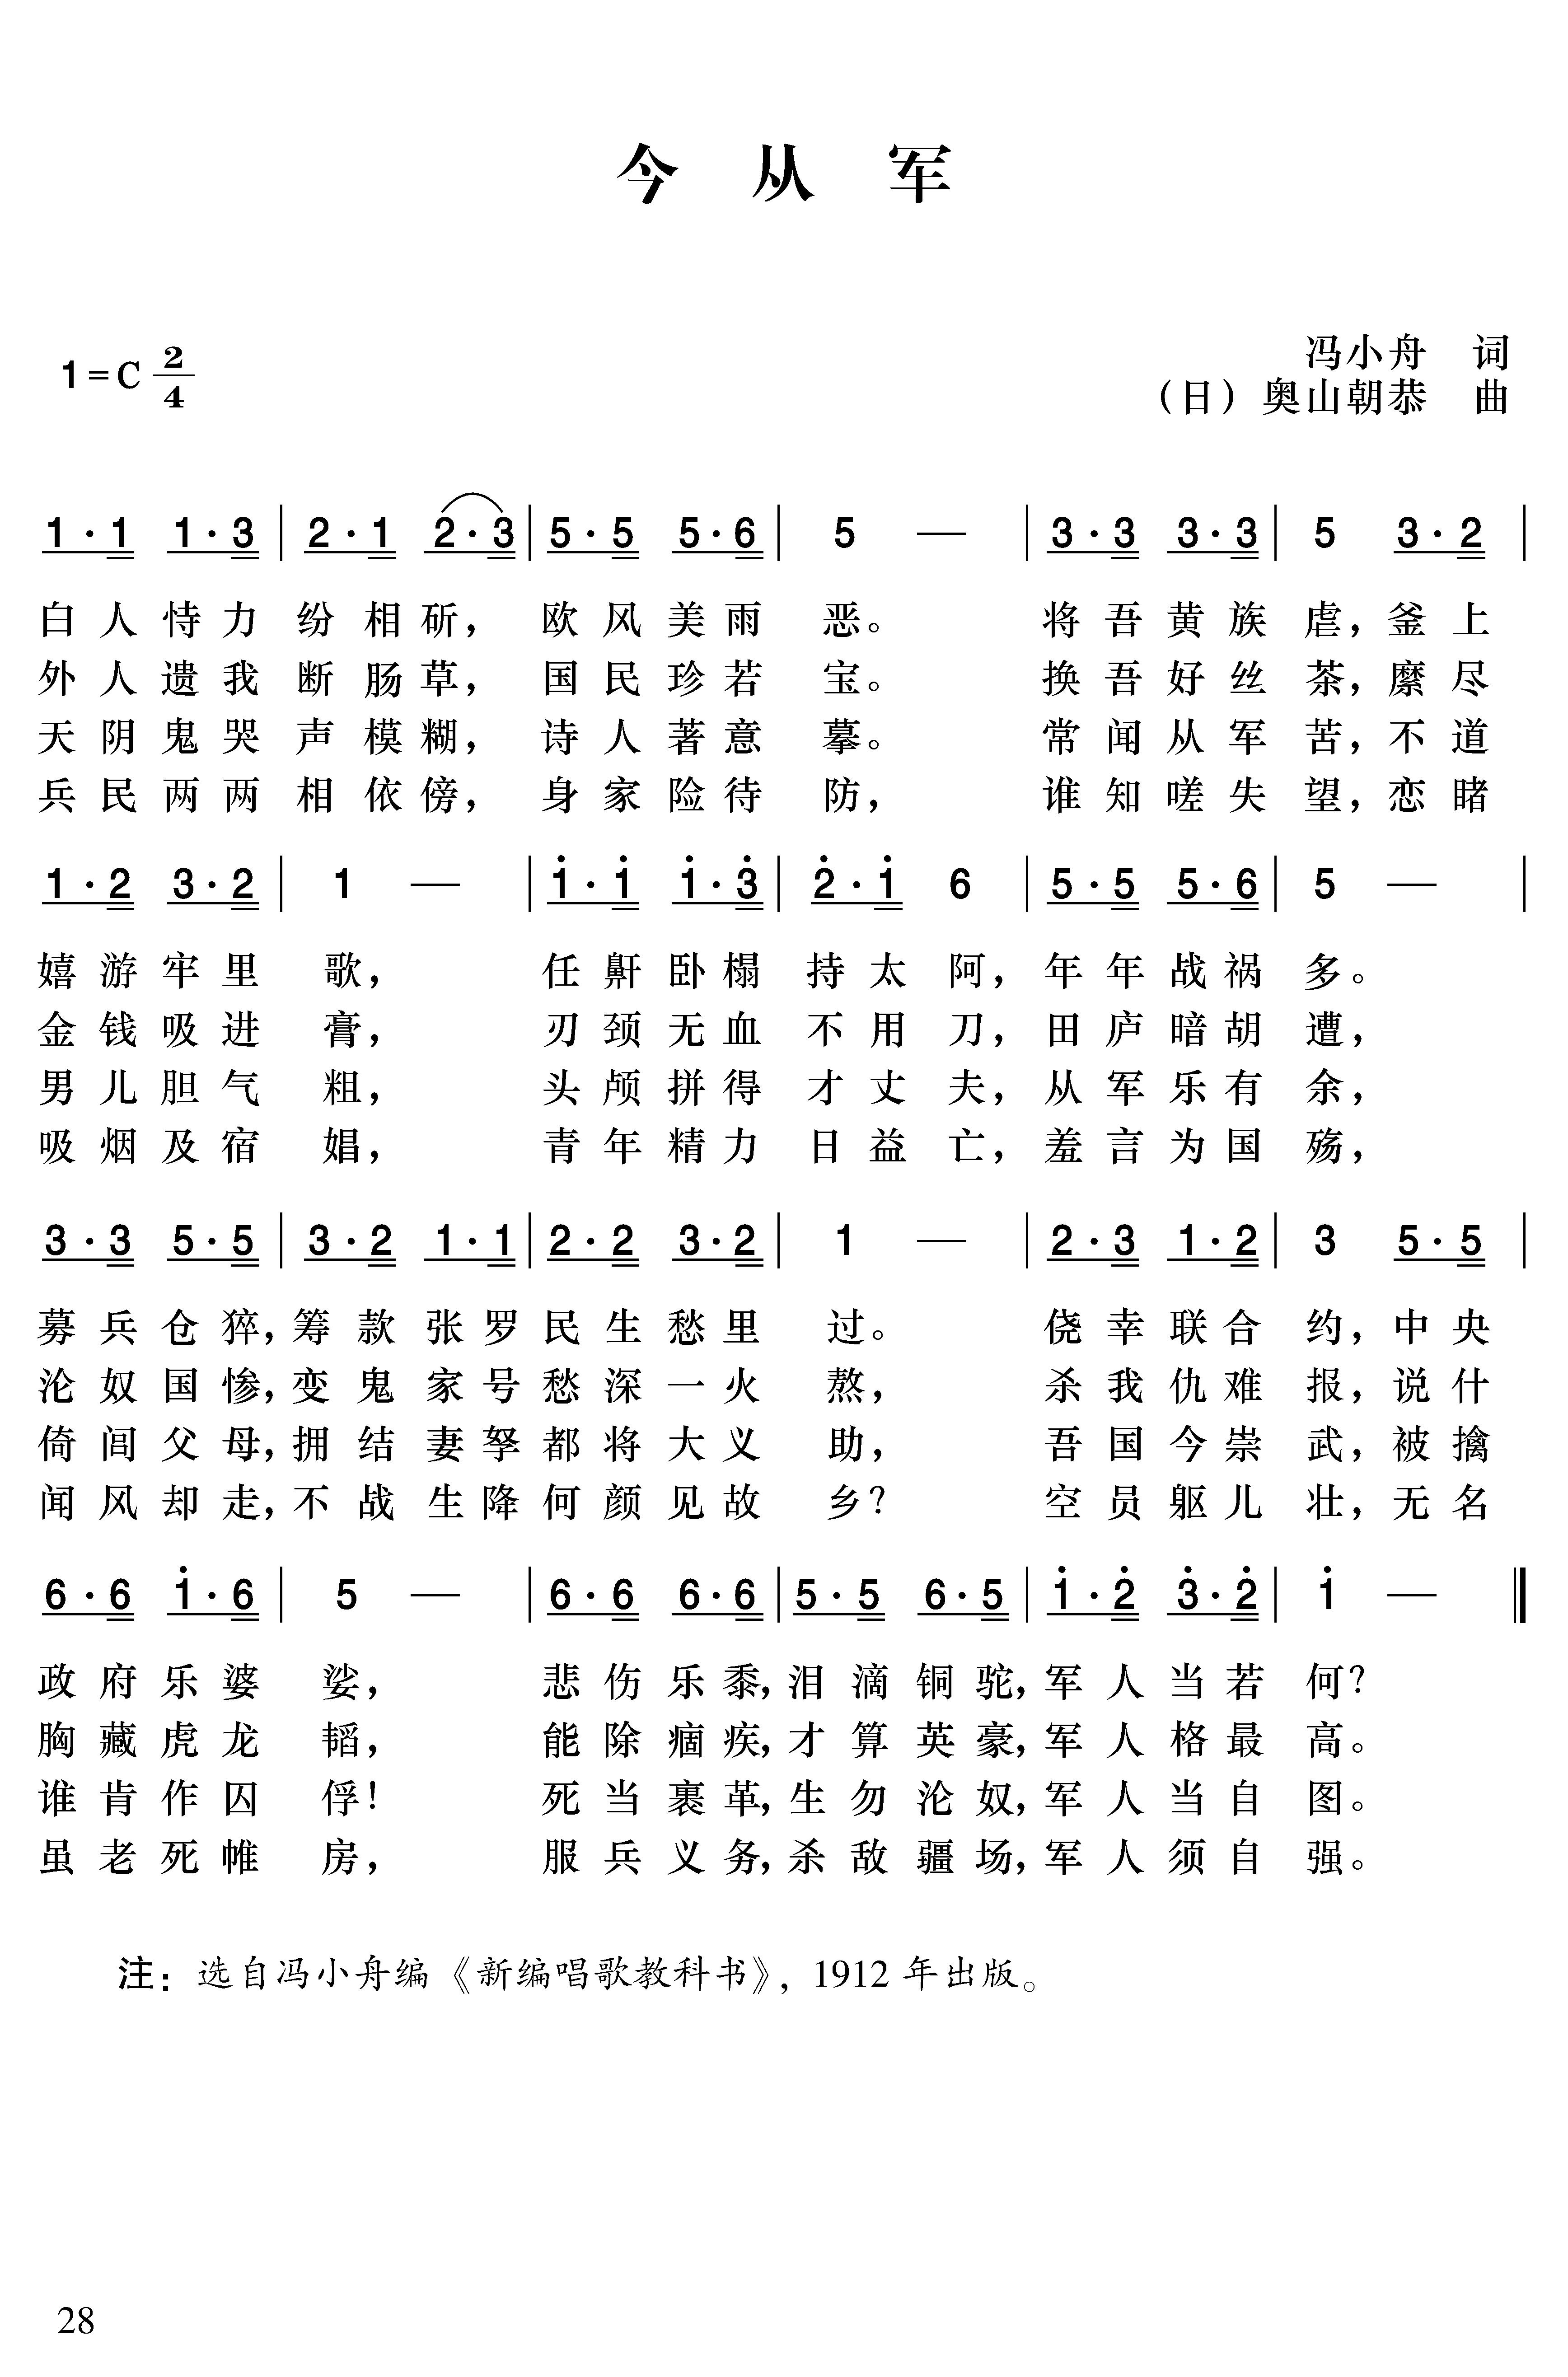 今从军
1=C 2/4
冯小舟 词
（日）奥山朝恭 曲
1·1 1·3 | 2·1 2·3 | 5·5 5·6 | 5 — | 3·3 3·3 | 5 3·2 |
白人恃力纷相斫，欧风美雨恶。将吾黄族虐，釜上
外人遗我断肠草，国民珍若宝。换吾好丝茶，縻尽
天阴鬼哭声模糊，诗人著意摹。常闻从军苦，不道
兵民两两相依傍，身家险待防，谁知嗟失望，恋赌
1·2 3·2 | 1 — | i·i i·3̇ | 2̇·i 6 | 5·5 5·6 | 5 — |
嬉游牢里歌，任鼾卧榻持太阿，年年战祸多。
金钱吸进膏，刃颈无血不用刀，田庐暗胡遭，
男儿胆气粗，头颅拼得才丈夫，从军乐有余，
吸烟及宿娼，青年精力日益亡，羞言为国殇，
3·3 5·5 | 3·2 1·1 | 2·2 3·2 | 1 — | 2·3 1·2 | 3 5·5 |
募兵仓猝，筹款张罗民生愁里过。侥幸联合约，中央
沦奴国惨，变鬼家号愁深一火熬，杀我仇难报，说什
倚闾父母，拥结妻孥都将大义助，吾国今崇武，被擒
闻风却走，不战生降何颜见故乡？空员躯儿壮，无名
6·6 i·6 | 5 — | 6·6 6·6 | 5·5 6·5 | i·2̇ 3̇·2̇ | i — ‖
政府乐婆娑，悲伤乐黍，泪滴铜驼，军人当若何？
胸藏虎龙韬，能除痼疾，才算英豪，军人格最高。
谁肯作囚俘！死当裹革，生勿沦奴，军人当自图。
虽老死帷房，服兵义务，杀敌疆场，军人须自强。
注：选自冯小舟编《新编唱歌教科书》，1912年出版。
28